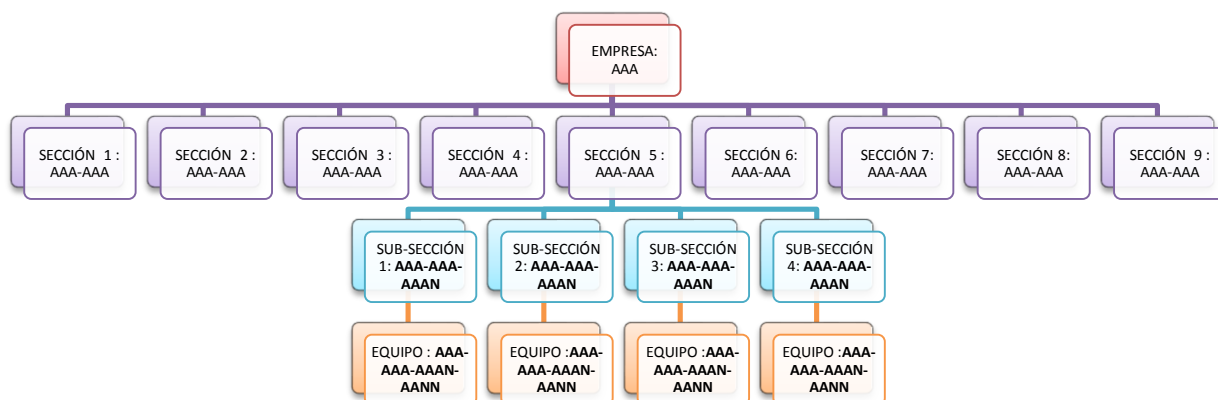 EMPRESA:
AAA
SECCIÓN 1 :
AAA-AAA
SECCIÓN 2 :
AAA-AAA
SECCIÓN 3 :
AAA-AAA
SECCIÓN 4 :
AAA-AAA
SECCIÓN 5 :
AAA-AAA
SECCIÓN 6:
AAA-AAA
SECCIÓN 7:
AAA-AAA
SECCIÓN 8:
AAA-AAA
SECCIÓN 9 :
AAA-AAA
SUB-SECCIÓN
1: AAA-AAA-
AAAN
SUB-SECCIÓN
2: AAA-AAA-
AAAN
SUB-SECCIÓN
3: AAA-AAA-
AAAN
SUB-SECCIÓN
4: AAA-AAA-
AAAN
EQUIPO : AAA-
AAA-AAAN-
AANN
EQUIPO :AAA-
AAA-AAAN-
AANN
EQUIPO :AAA-
AAA-AAAN-
AANN
EQUIPO :AAA-
AAA-AAAN-
AANN